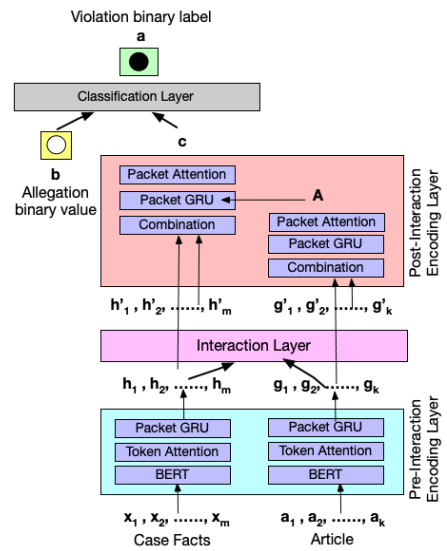 Violation binary label
a
Classification Layer
b
Allegation
binary value
c
Packet Attention
Packet GRU
Combination
A
Packet Attention
Packet GRU
Combination
Post-Interaction
Encoding Layer
h'1 , h'2, ......, h'm
g'1 , g'2, ......, g'k
Interaction Layer
h1 , h2, ......, hm
g1 , g2, ......, gk
Packet GRU
Token Attention
BERT
Packet GRU
Token Attention
BERT
Pre-Interaction
Encoding Layer
x1 , x2, ......, xm
a1 , a2, ......, ak
Case Facts
Article